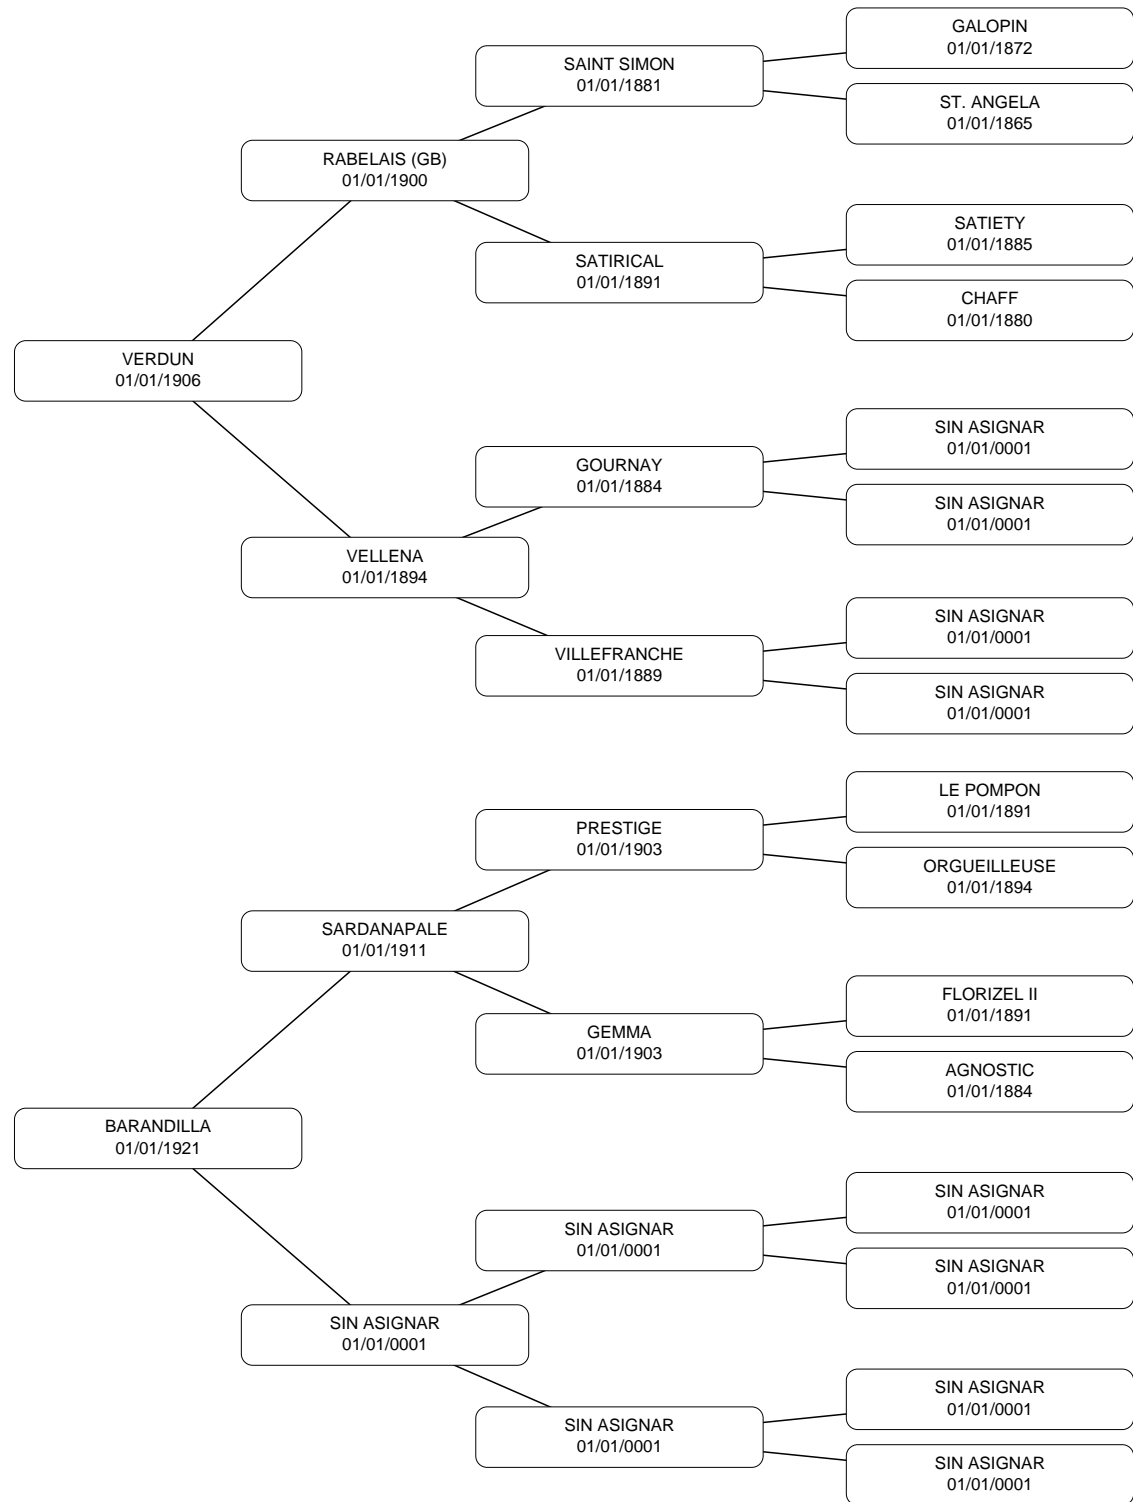 GALOPIN
01/01/1872
SAINT SIMON
01/01/1881
ST. ANGELA
01/01/1865
RABELAIS (GB)
01/01/1900
SATIETY
01/01/1885
SATIRICAL
01/01/1891
CHAFF
01/01/1880
VERDUN
01/01/1906
SIN ASIGNAR
01/01/0001
GOURNAY
01/01/1884
SIN ASIGNAR
01/01/0001
VELLENA
01/01/1894
SIN ASIGNAR
01/01/0001
VILLEFRANCHE
01/01/1889
SIN ASIGNAR
01/01/0001
LE POMPON
01/01/1891
PRESTIGE
01/01/1903
ORGUEILLEUSE
01/01/1894
SARDANAPALE
01/01/1911
FLORIZEL II
01/01/1891
GEMMA
01/01/1903
AGNOSTIC
01/01/1884
BARANDILLA
01/01/1921
SIN ASIGNAR
01/01/0001
SIN ASIGNAR
01/01/0001
SIN ASIGNAR
01/01/0001
SIN ASIGNAR
01/01/0001
SIN ASIGNAR
01/01/0001
SIN ASIGNAR
01/01/0001
SIN ASIGNAR
01/01/0001